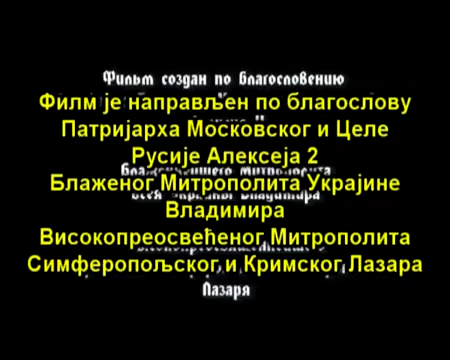 Фильм создан по благословению
Филм је направљен по благослову
Патријарха Московског и Целе
Русије Алексеја 2
Блаженог Митрополита Украјине
Владимира
Високопреосвећеног Митрополита
Симферопољског и Кримског Лазара
Лазаря